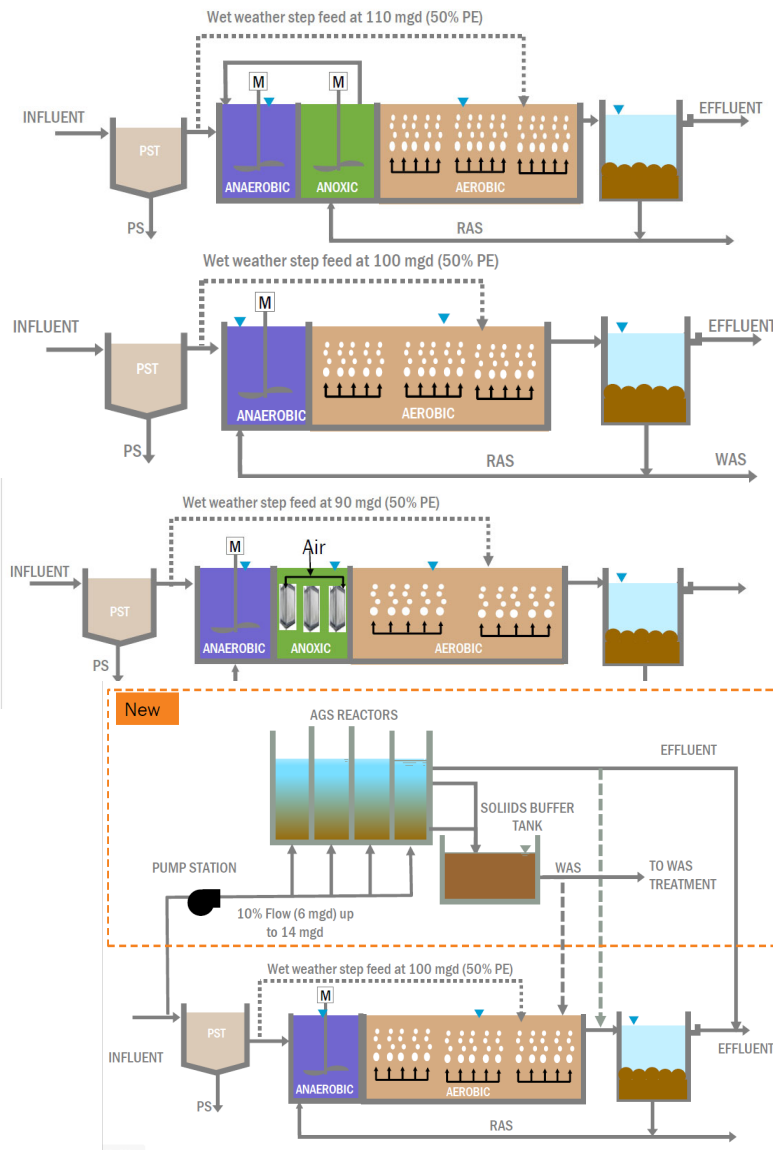 Wet weather step feed at 110 mgd (50% PE)
M
M
INFLUENT
EFFLUENT
PST
ANAEROBIC
ANOXIC
AEROBIC
PS
RAS
Wet weather step feed at 100 mgd (50% PE)
M
INFLUENT
EFFLUENT
PST
ANAEROBIC
AEROBIC
PS
RAS
WAS
Wet weather step feed at 90 mgd (50% PE)
M
Air
INFLUENT
PST
ANAEROBIC
ANOXIC
AEROBIC
PS
New
AGS REACTORS
EFFLUENT
SOLIIDS BUFFER
TANK
PUMP STATION
WAS
TO WAS
TREATMENT
10% Flow (6 mgd) up
to 14 mgd
Wet weather step feed at 100 mgd (50% PE)
M
PST
INFLUENT
EFFLUENT
ANAEROBIC
AEROBIC
PS
RAS